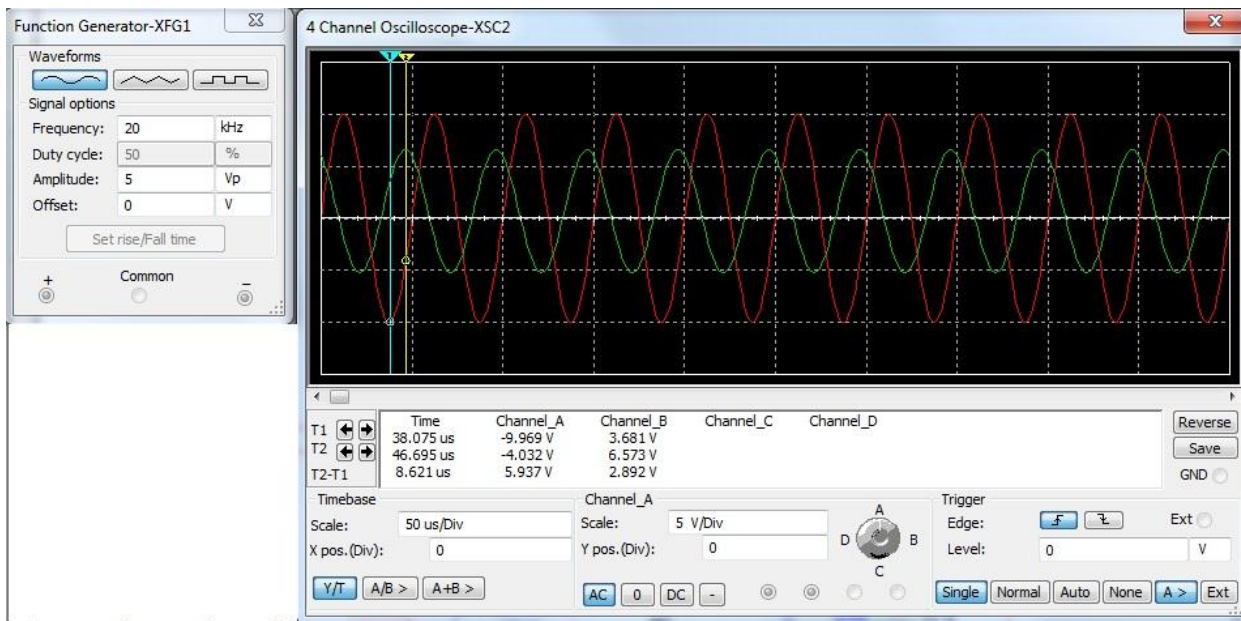 Function Generator-XFG1
Waveforms
Signal options
Frequency: 20 kHz
Duty cycle: 50 %
Amplitude: 5 Vp
Offset: 0 V
Set rise/Fall time
+ Common −
4 Channel Oscilloscope-XSC2
1 2
Time Channel_A Channel_B Channel_C Channel_D
T1 38.075 us -9.969 V 3.681 V
T2 46.695 us -4.032 V 6.573 V
T2-T1 8.621 us 5.937 V 2.892 V
Reverse
Save
GND
Timebase
Scale: 50 us/Div
X pos.(Div): 0
Y/T A/B > A+B >
Channel_A
Scale: 5 V/Div
Y pos.(Div): 0
AC 0 DC -
A
D B
C
Trigger
Edge: Ext
Level: 0 V
Single Normal Auto None A > Ext